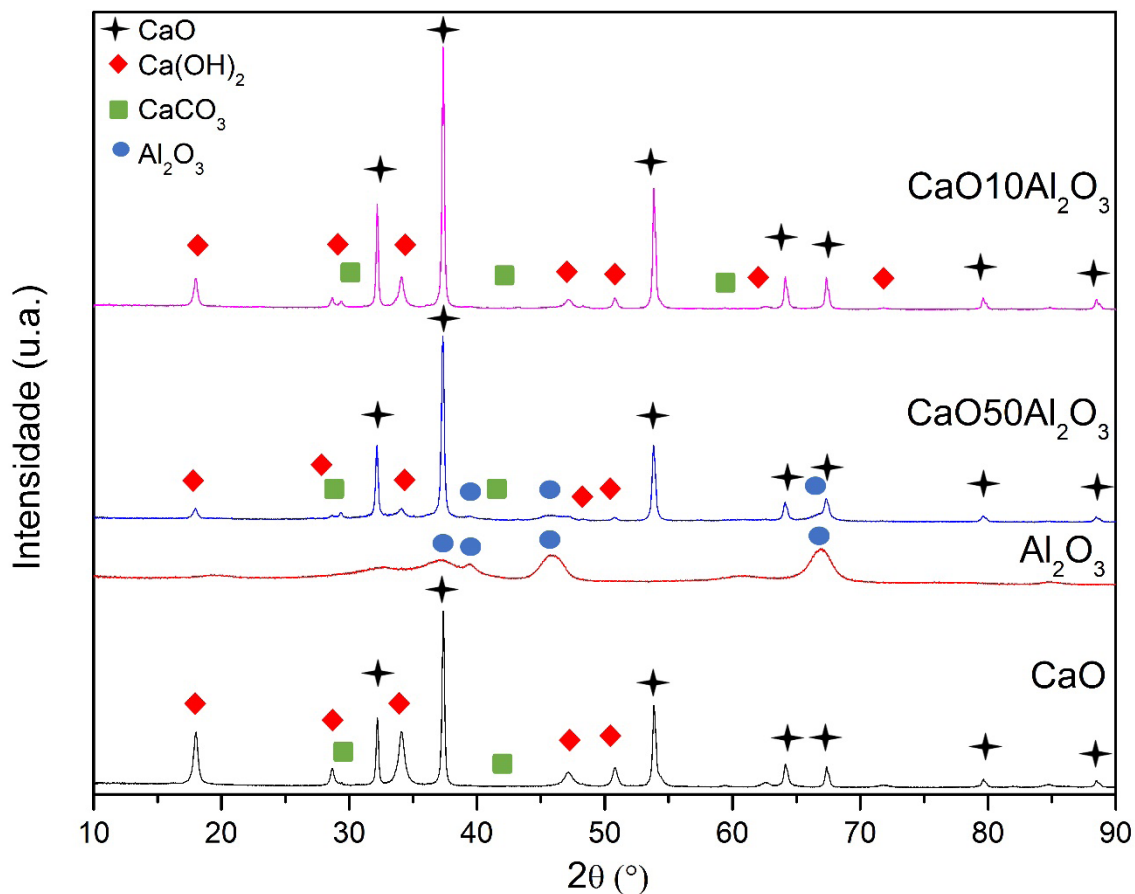 CaO
Ca(OH)₂
CaCO₃
Al₂O₃
CaO10Al₂O₃
CaO50Al₂O₃
Al₂O₃
CaO
Intensidade (u.a.)
10 20 30 40 50 60 70 80 90
2θ (°)